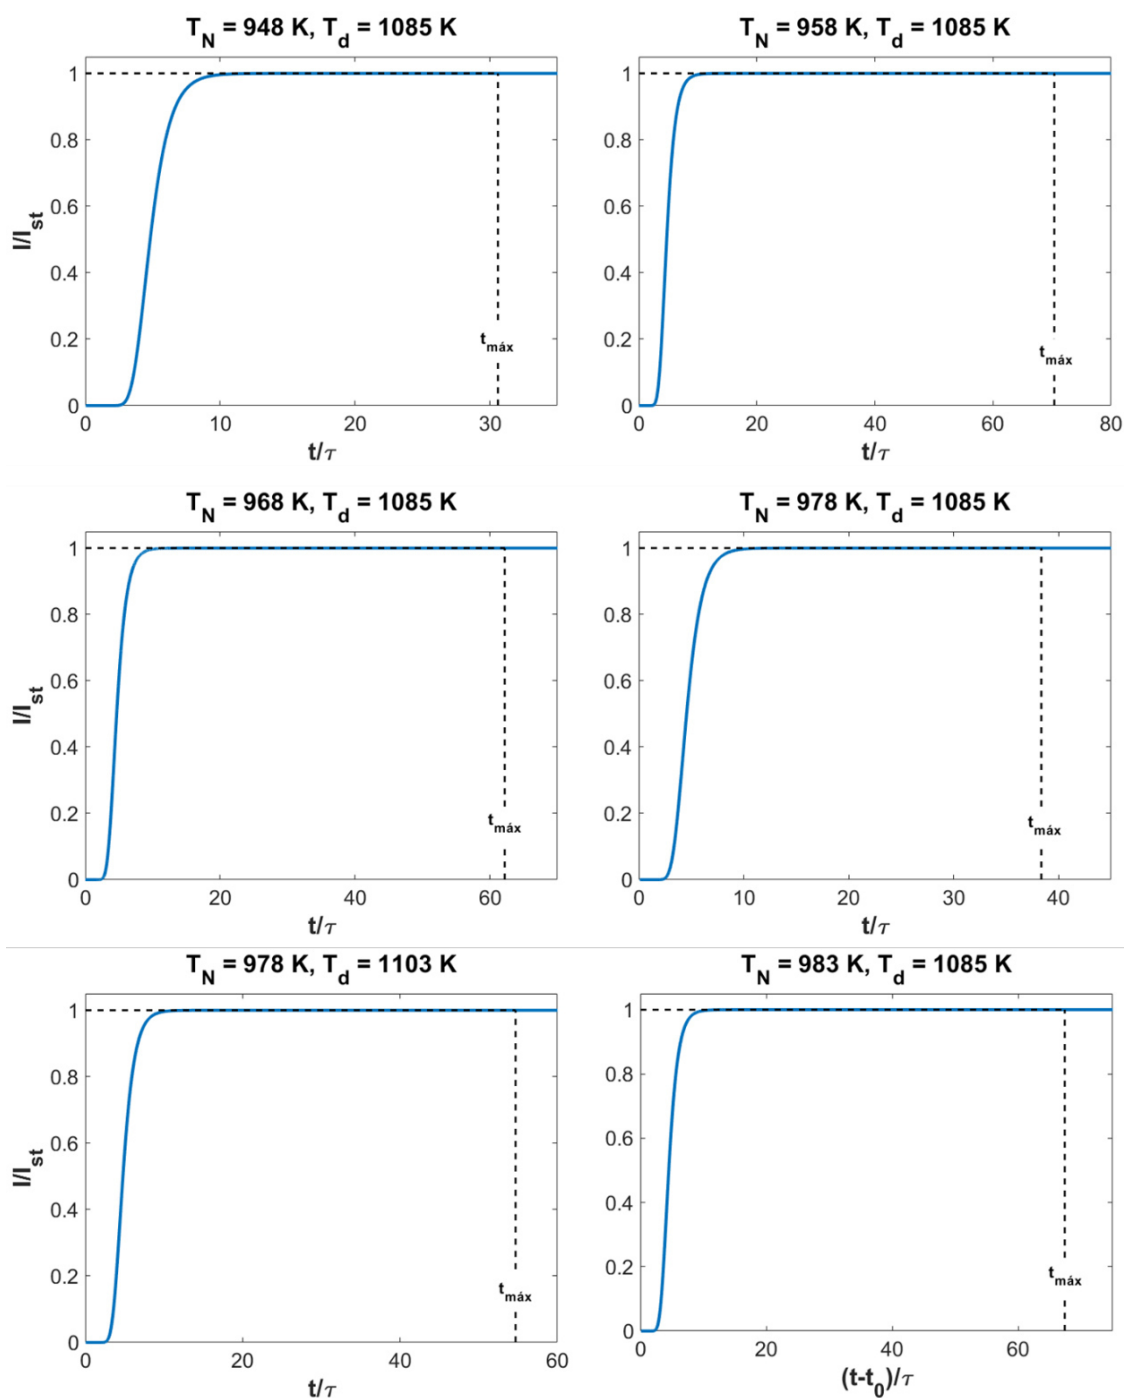 T_N = 948 K, T_d = 1085 K
I/I_st
1
0.8
0.6
0.4
0.2
0
t_máx
0 10 20 30
t/τ
T_N = 958 K, T_d = 1085 K
1
0.8
0.6
0.4
0.2
0
t_máx
0 20 40 60 80
t/τ
T_N = 968 K, T_d = 1085 K
I/I_st
1
0.8
0.6
0.4
0.2
0
t_máx
0 20 40 60
t/τ
T_N = 978 K, T_d = 1085 K
1
0.8
0.6
0.4
0.2
0
t_máx
0 10 20 30 40
t/τ
T_N = 978 K, T_d = 1103 K
I/I_st
1
0.8
0.6
0.4
0.2
0
t_máx
0 20 40 60
t/τ
T_N = 983 K, T_d = 1085 K
1
0.8
0.6
0.4
0.2
0
t_máx
0 20 40 60
(t-t_0)/τ